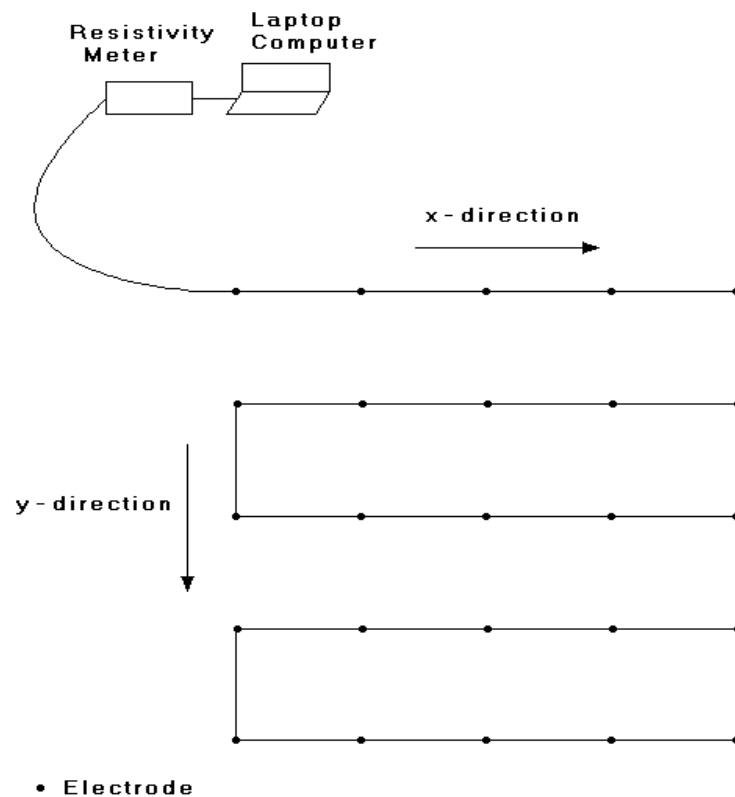 Resistivity
Meter
Laptop
Computer
x-direction
y-direction
Electrode